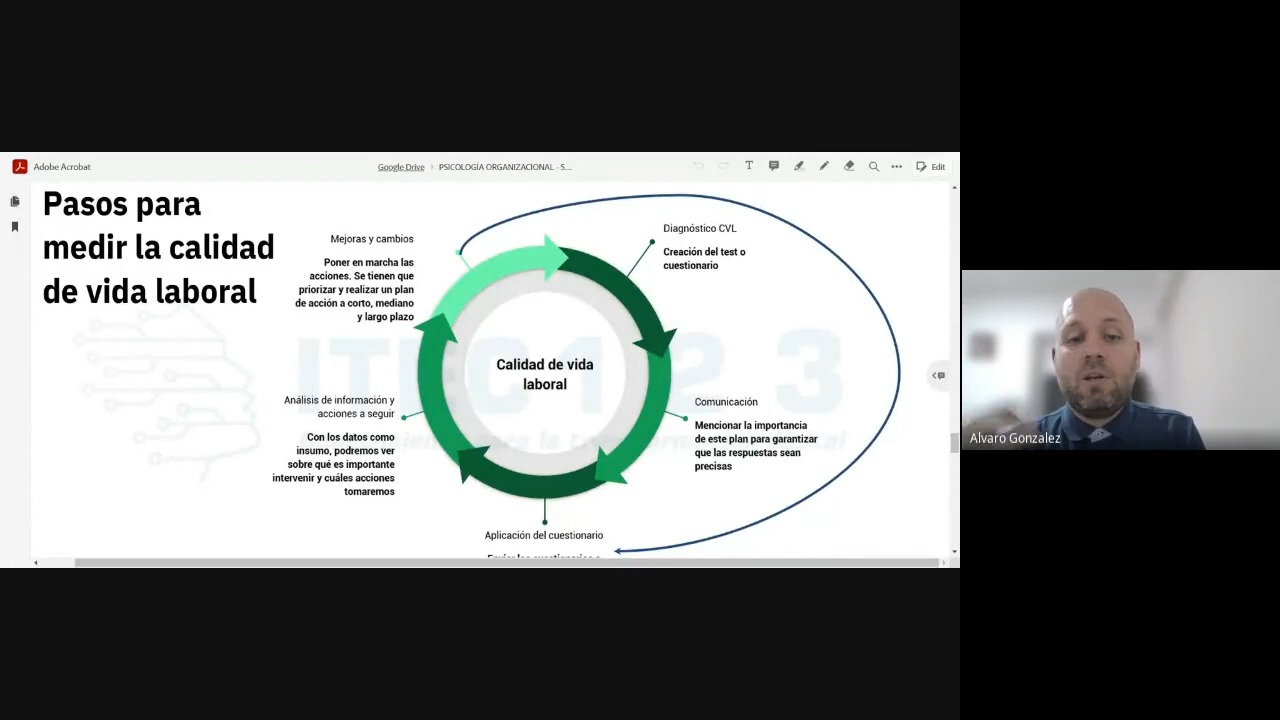 Adobe Acrobat
Google Drive > PSICOLOGÍA ORGANIZACIONAL - S...
Edit
Pasos para
medir la calidad
de vida laboral
Mejoras y cambios
Poner en marcha las
acciones. Se tienen que
priorizar y realizar un plan
de acción a corto, mediano
y largo plazo
Diagnóstico CVL
Creación del test o
cuestionario
Calidad de vida
laboral
Análisis de información y
acciones a seguir
Con los datos como
insumo, podremos ver
sobre qué es importante
intervenir y cuáles acciones
tomaremos
Comunicación
Mencionar la importancia
de este plan para garantizar
que las respuestas sean
precisas
Aplicación del cuestionario
Alvaro Gonzalez